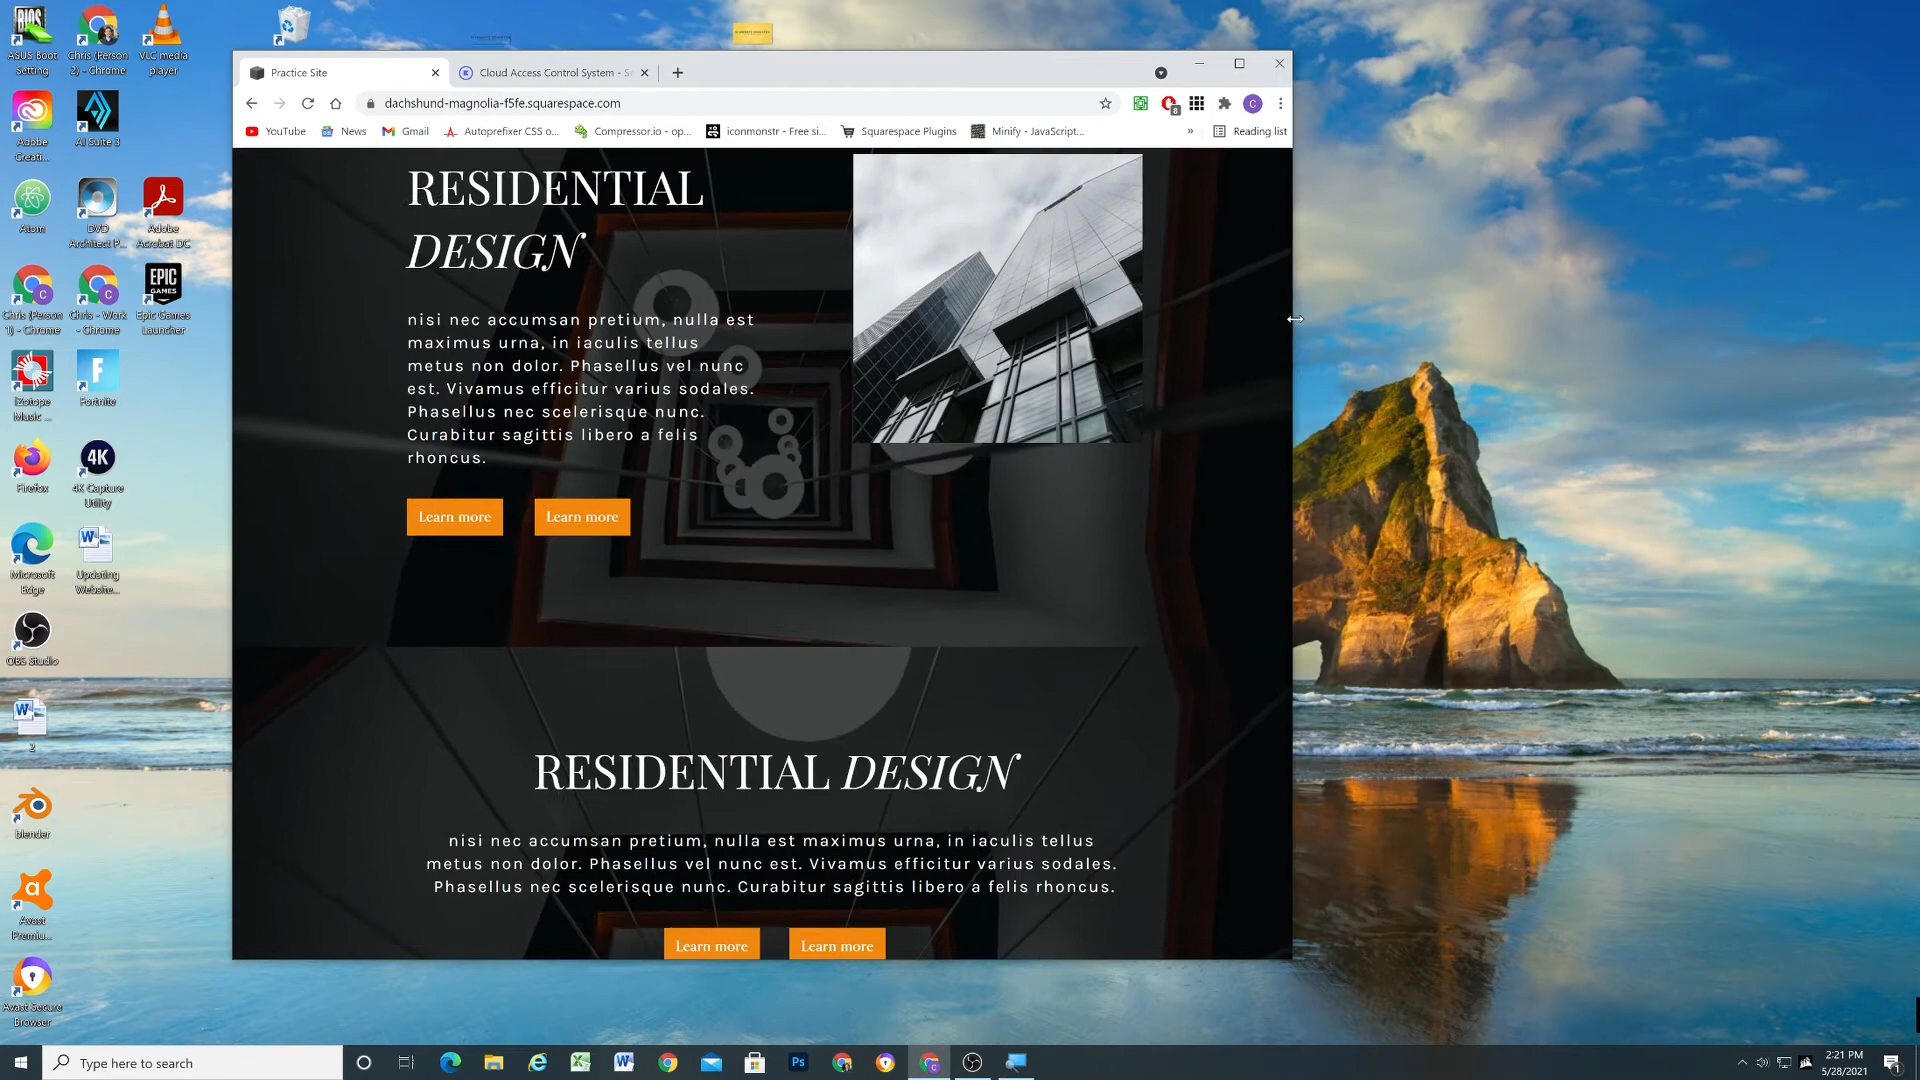 ASUS Boot
Setting
Chris (Person
2) - Chrome
VLC media
player
Adobe
Creati...
AI Suite 3
Atom
DVD
Architect P...
Adobe
Acrobat DC
Chris (Person
1) - Chrome
Chris - Work
- Chrome
EPIC
GAMES
Epic Games
Launcher
iZotope
Music ...
Fortnite
Firefox
4K
4K Capture
Utility
Microsoft
Edge
Updating
Website...
OBS Studio
2
blender
Avast
Premiu...
Avast Secure
Browser
Practice Site
Cloud Access Control System - S
dachshund-magnolia-f5fe.squarespace.com
8
C
YouTube
News
Gmail
Autoprefixer CSS o...
Compressor.io - op...
iconmonstr - Free si...
Squarespace Plugins
Minify - JavaScript...
»
Reading list
RESIDENTIAL
DESIGN
nisi nec accumsan pretium, nulla est
maximus urna, in iaculis tellus
metus non dolor. Phasellus vel nunc
est. Vivamus efficitur varius sodales.
Phasellus nec scelerisque nunc.
Curabitur sagittis libero a felis
rhoncus.
Learn more
Learn more
RESIDENTIAL DESIGN
nisi nec accumsan pretium, nulla est maximus urna, in iaculis tellus
metus non dolor. Phasellus vel nunc est. Vivamus efficitur varius sodales.
Phasellus nec scelerisque nunc. Curabitur sagittis libero a felis rhoncus.
Learn more
Learn more
Type here to search
Ps
2:21 PM
5/28/2021
1